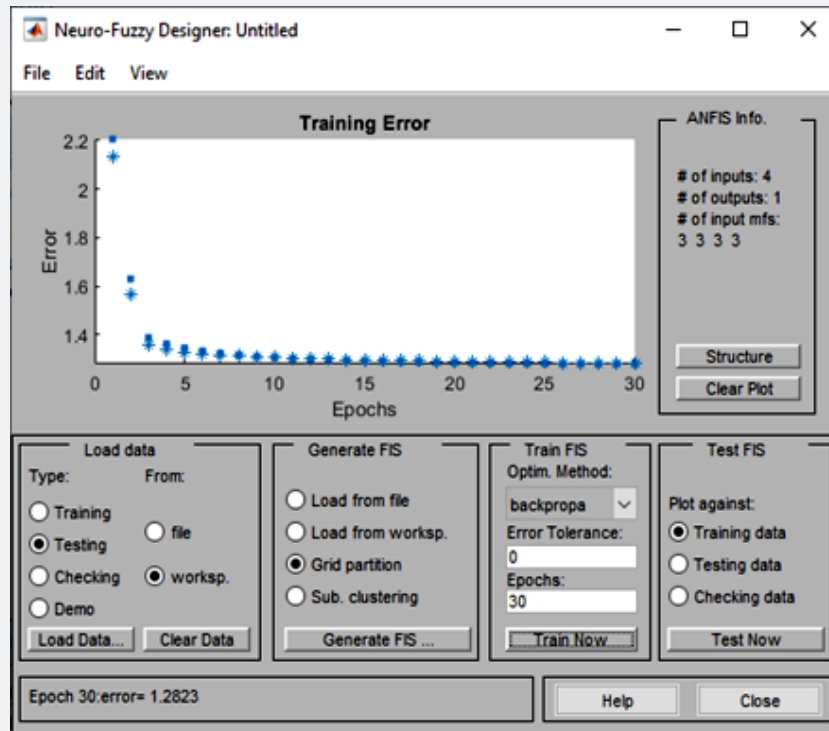 Neuro-Fuzzy Designer: Untitled
File Edit View
Training Error
2.2
2
1.8
1.6
1.4
Error
0 5 10 15 20 25 30
Epochs
ANFIS Info.
# of inputs: 4
# of outputs: 1
# of input mfs:
3 3 3 3
Structure
Clear Plot
Load data
Type: From:
Training
Testing
Checking
Demo
file
worksp.
Load Data... Clear Data
Generate FIS
Load from file
Load from worksp.
Grid partition
Sub. clustering
Generate FIS ...
Train FIS
Optim. Method:
backpropa
Error Tolerance:
0
Epochs:
30
Train Now
Test FIS
Plot against:
Training data
Testing data
Checking data
Test Now
Epoch 30:error= 1.2823
Help
Close